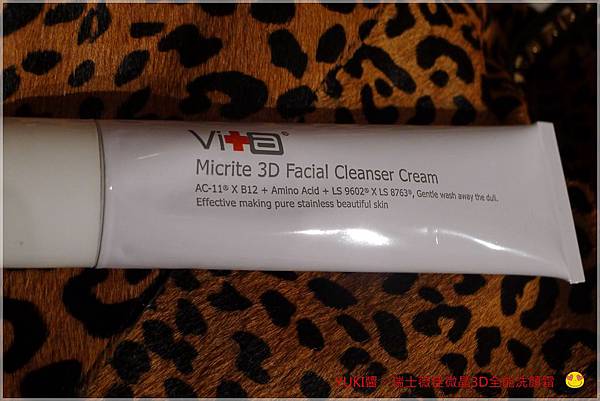 Vita®
Micrite 3D Facial Cleanser Cream
AC-11® X B12 + Amino Acid + LS 9602® X LS 8763®, Gentle wash away the dull.
Effective making pure stainless beautiful skin
YUKI醬。瑞士薇佳微晶3D全能洗顏霜